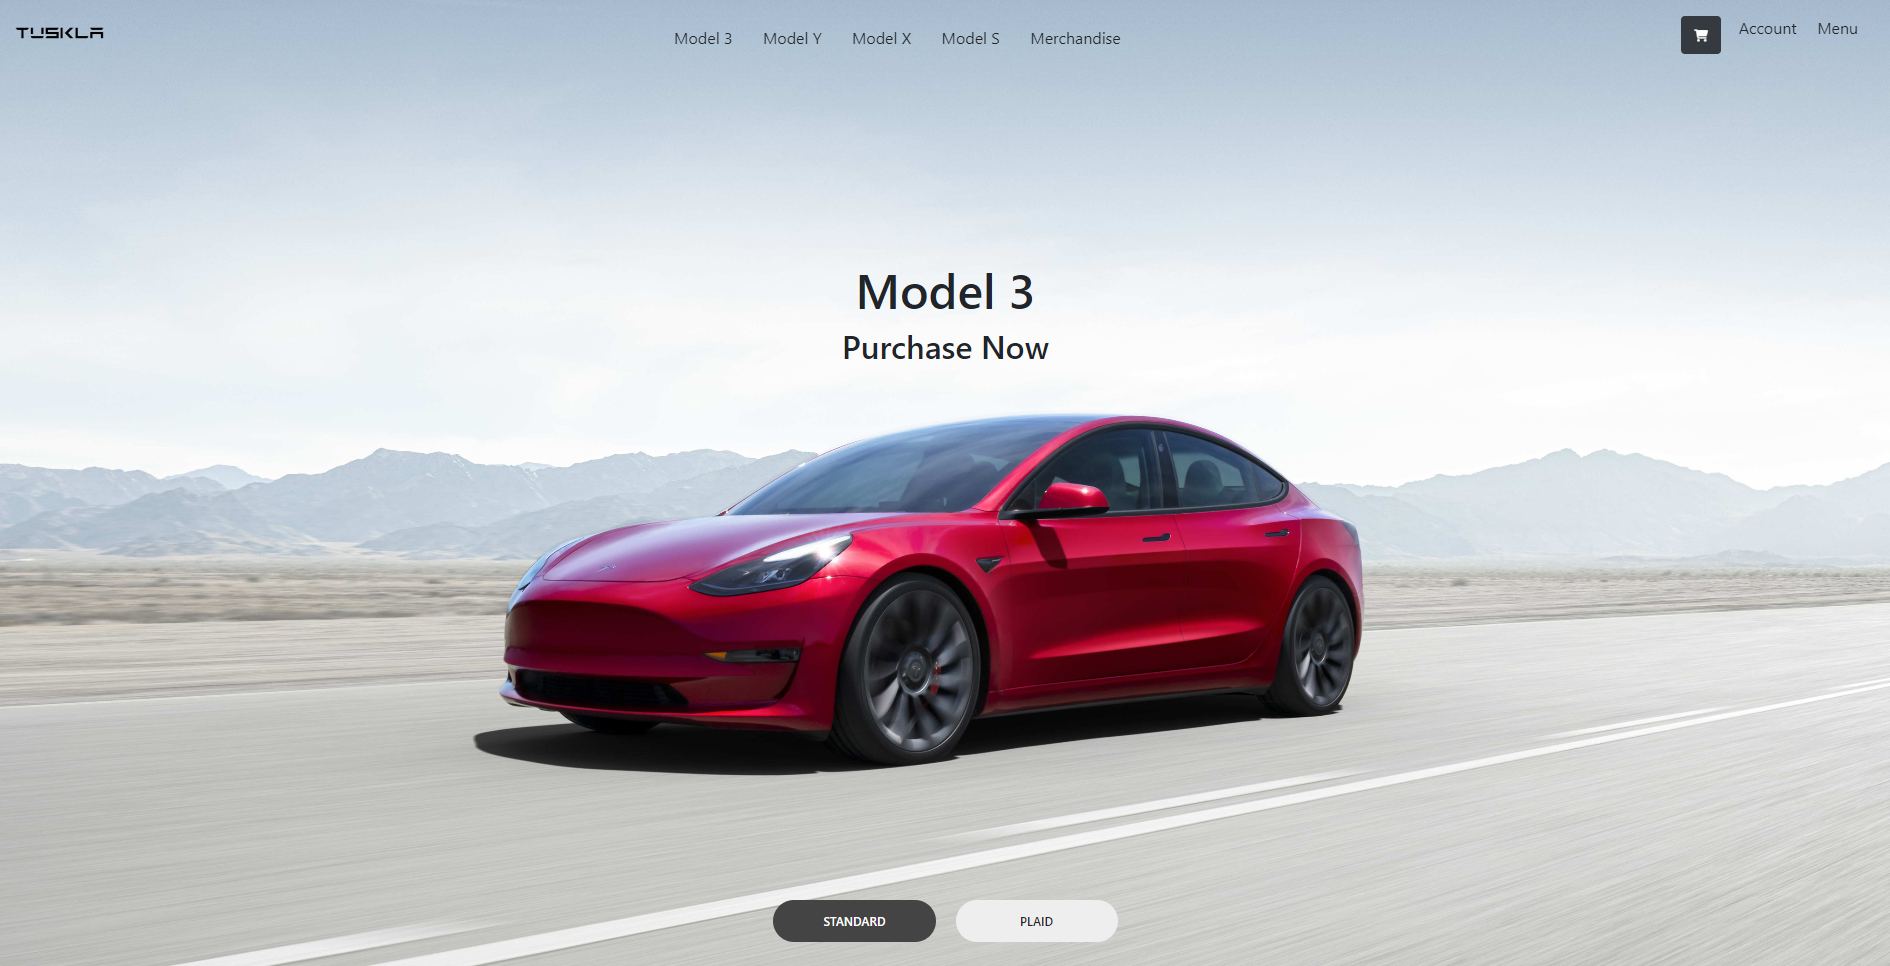 TUSKLA
Model 3 Model Y Model X Model S Merchandise
Account Menu
Model 3
Purchase Now
STANDARD PLAID